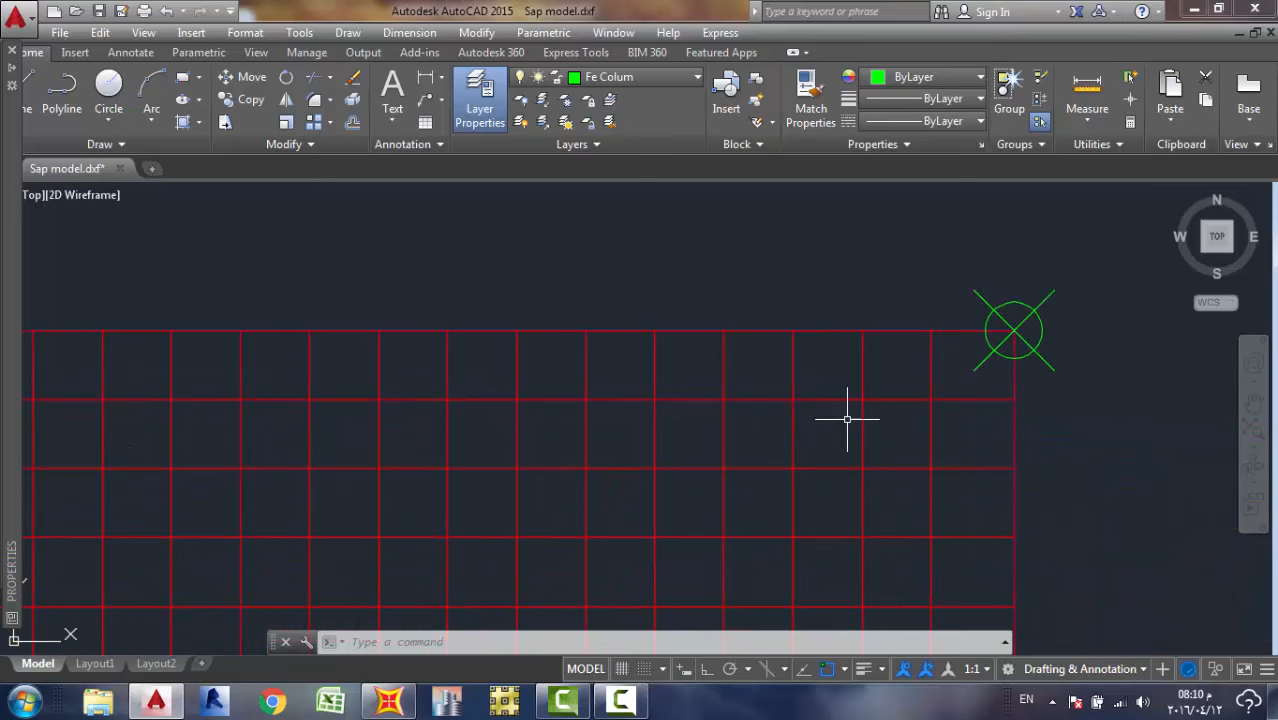 Autodesk AutoCAD 2015 Sap model.dxf
Type a keyword or phrase
Sign In
File Edit View Insert Format Tools Draw Dimension Modify Parametric Window Help Express
ome Insert Annotate Parametric View Manage Output Add-ins Autodesk 360 Express Tools BIM 360 Featured Apps
ne Polyline Circle Arc
Move
Copy
Text
Layer Properties
Fe Colum
Insert
Match Properties
ByLayer
ByLayer
ByLayer
Group
Measure
Paste
Base
Draw Modify Annotation Layers Block Properties Groups Utilities Clipboard View
Sap model.dxf*
Top][2D Wireframe]
N
W TOP E
S
WCS
PROPERTIES
X
Type a command
Model Layout1 Layout2
MODEL
1:1
Drafting & Annotation
EN
08:10 م
٢٠١٦/٠٤/١٢